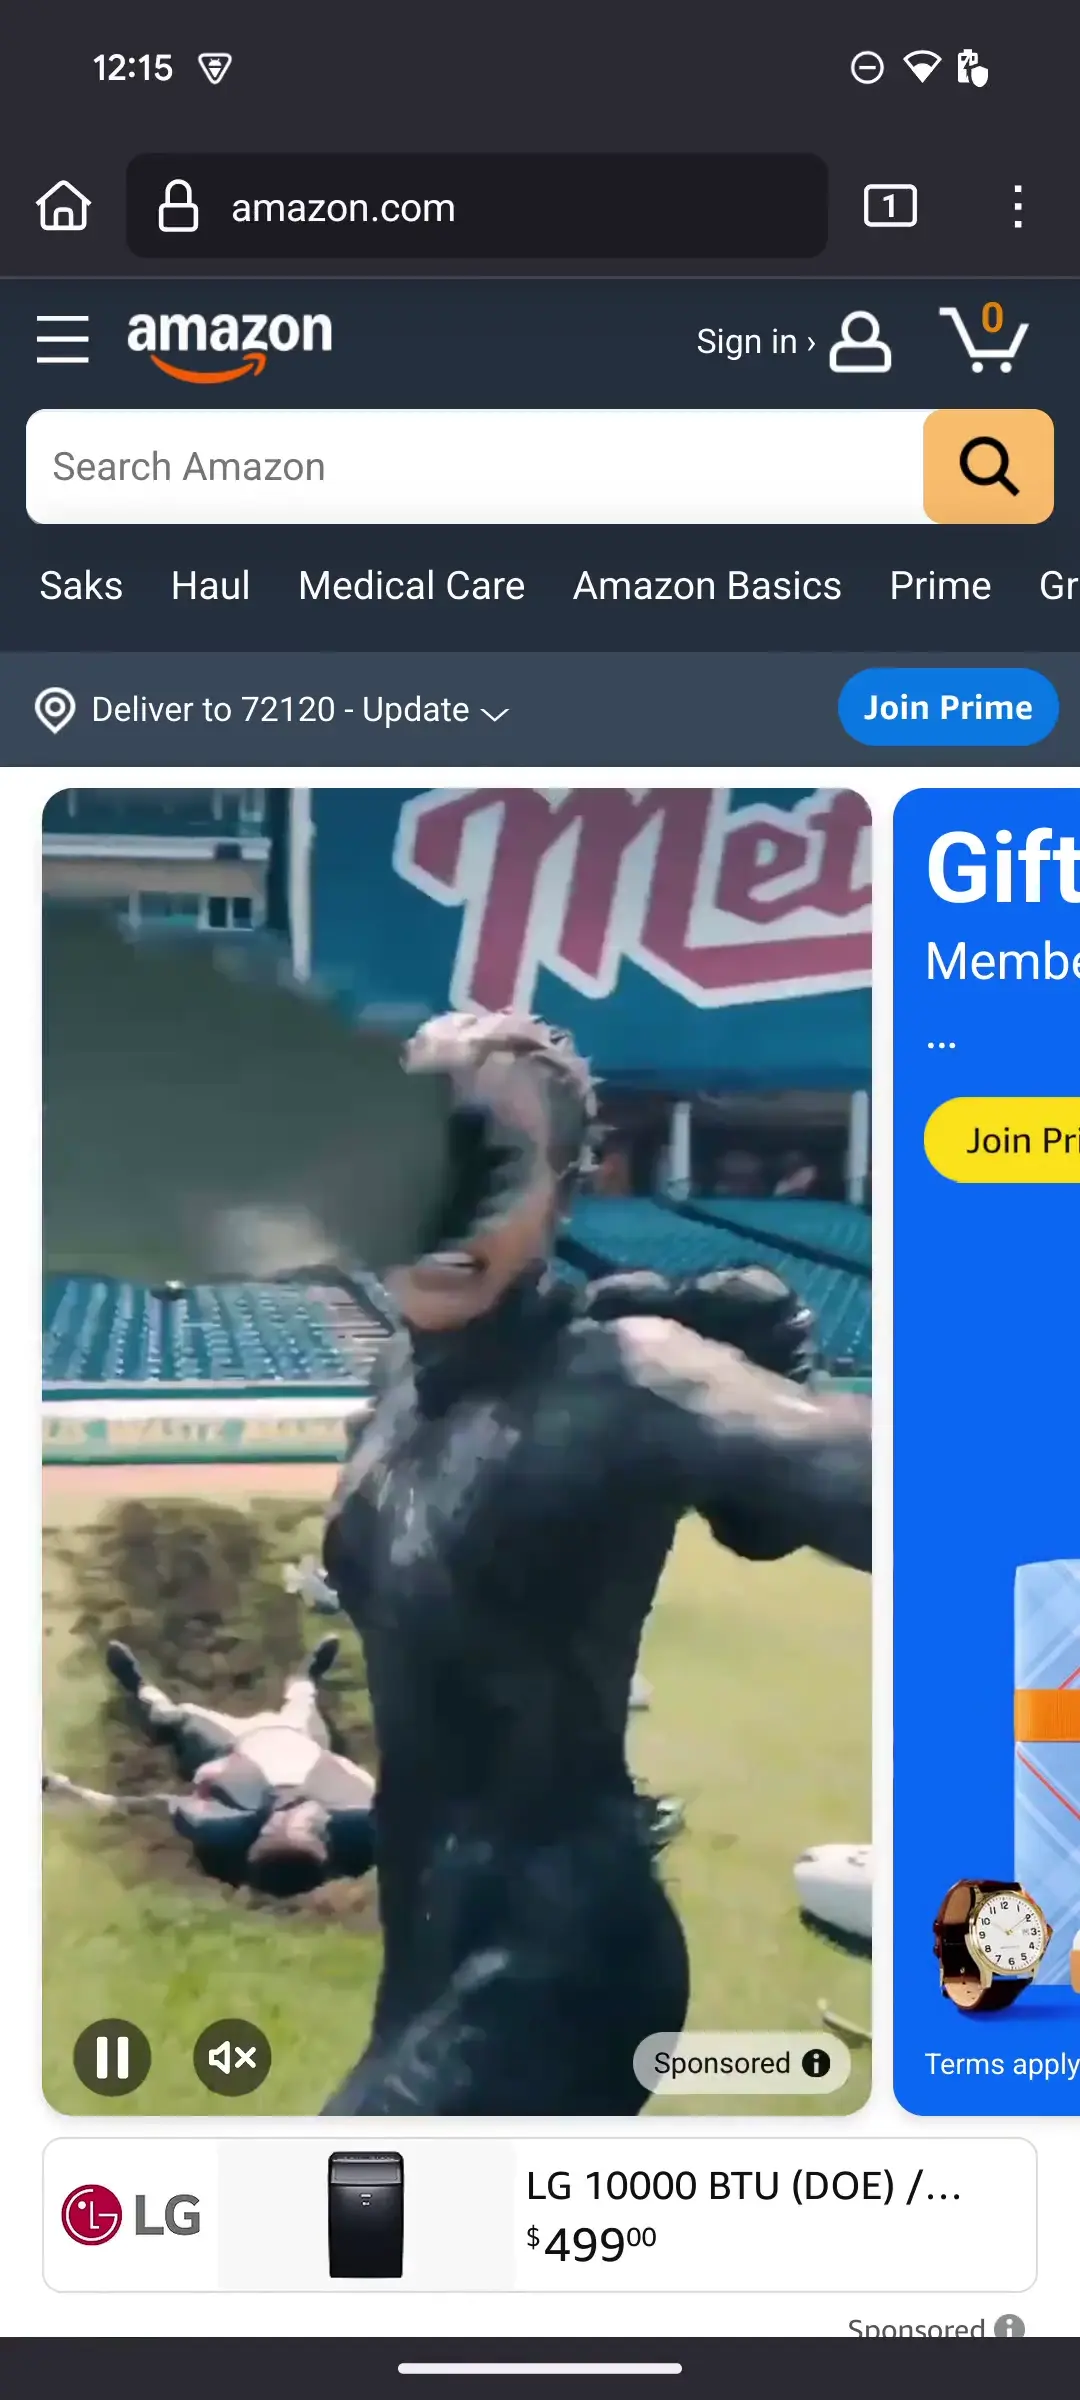 12:15
amazon.com
1
amazon
Sign in ›
0
Search Amazon
Saks Haul Medical Care Amazon Basics Prime Gr
Deliver to 72120 - Update
Join Prime
Met
Gift
Membe
...
Join Pri
Sponsored
Terms apply
LG
LG 10000 BTU (DOE) /...
$49900
Sponsored